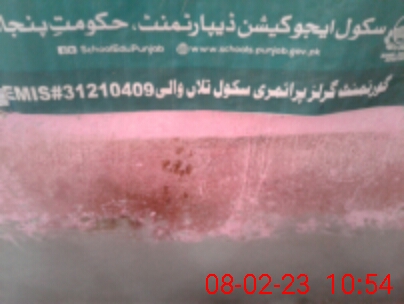 سکول ایجوکیشن ڈیپارٹمنٹ، حکومتِ پنجاب
SchoolEduPunjab www.schools.punjab.gov.pk
گورنمنٹ گرلز پرائمری سکول تلاں والی EMIS#31210409
08-02-23 10:54